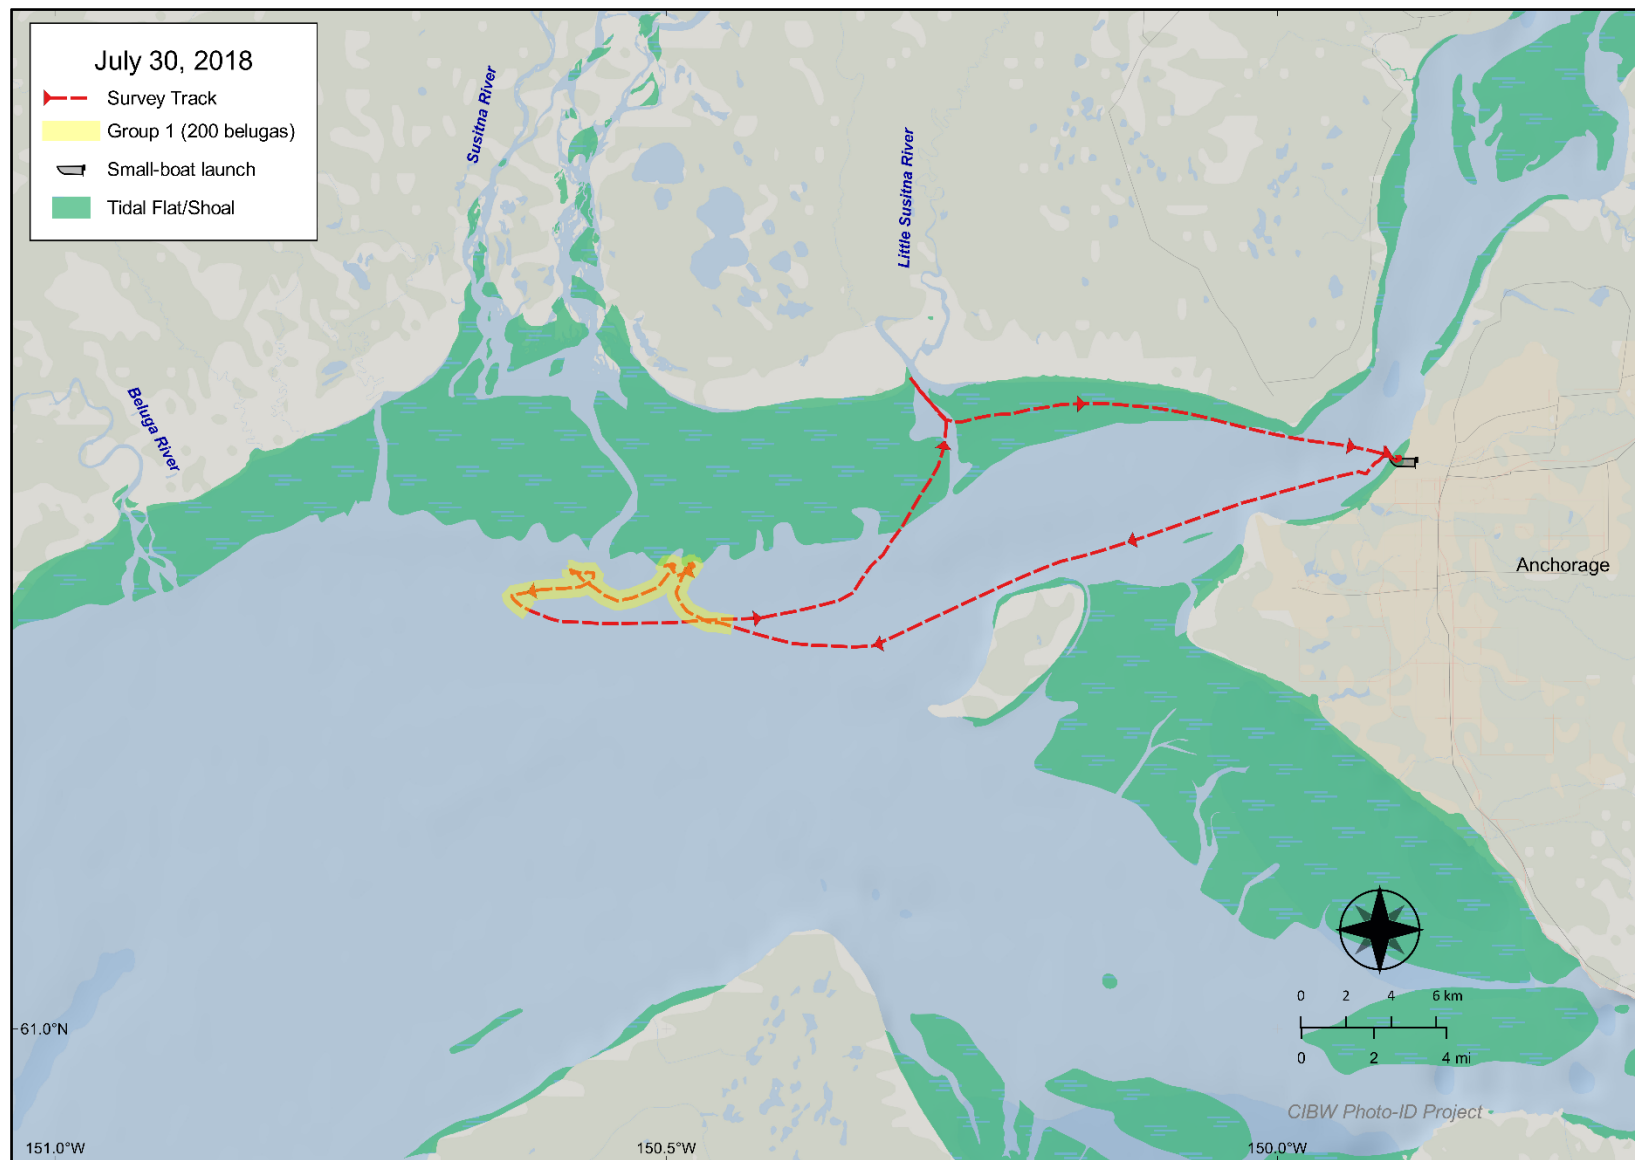 July 30, 2018
Survey Track
Group 1 (200 belugas)
Small-boat launch
Tidal Flat/Shoal
Susitna River
Little Susitna River
Beluga River
Anchorage
0 2 4 6 km
0 2 4 mi
61.0°N
CIBW Photo-ID Project
151.0°W 150.5°W 150.0°W